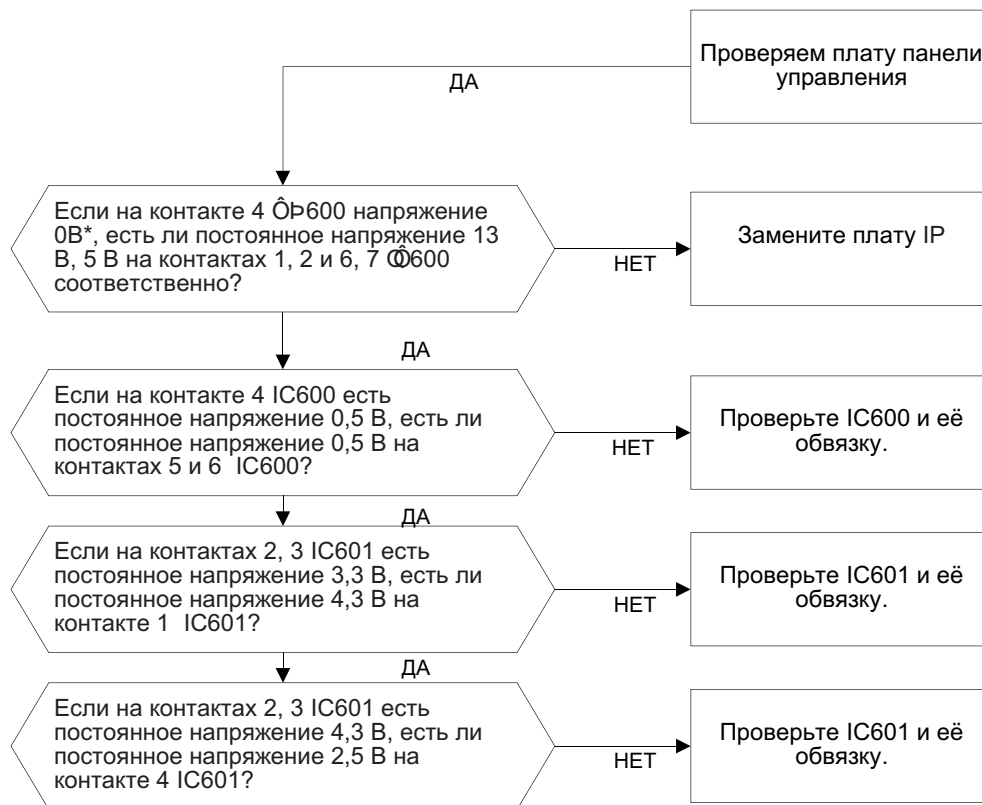 Проверяем плату панели
управления
ДА
Если на контакте 4 ÔÞ600 напряжение
0В*, есть ли постоянное напряжение 13
В, 5 В на контактах 1, 2 и 6, 7
соответственно?
НЕТ
Замените плату IP
ДА
Если на контакте 4 IC600 есть
постоянное напряжение 0,5 В, есть ли
постоянное напряжение 0,5 В на
контактах 5 и 6 IC600?
НЕТ
Проверьте IC600 и её
обвязку.
ДА
Если на контактах 2, 3 IC601 есть
постоянное напряжение 3,3 В, есть ли
постоянное напряжение 4,3 В на
контакте 1 IC601?
НЕТ
Проверьте IC601 и её
обвязку.
ДА
Если на контактах 2, 3 IC601 есть
постоянное напряжение 4,3 В, есть ли
постоянное напряжение 2,5 В на
контакте 4 IC601?
НЕТ
Проверьте IC601 и её
обвязку.